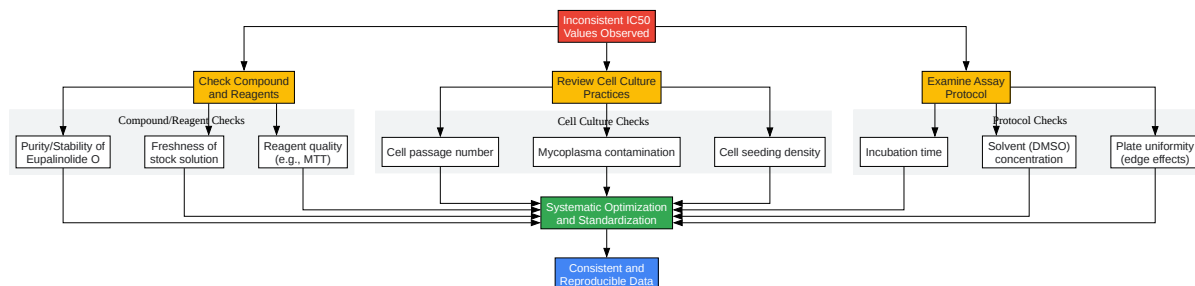 Inconsistent IC50
Values Observed
Check Compound
and Reagents
Review Cell Culture
Practices
Examine Assay
Protocol
Compound/Reagent Checks
Cell Culture Checks
Protocol Checks
Purity/Stability of
Eupalinolide O
Freshness of
stock solution
Reagent quality
(e.g., MTT)
Cell passage number
Mycoplasma contamination
Cell seeding density
Incubation time
Solvent (DMSO)
concentration
Plate uniformity
(edge effects)
Systematic Optimization
and Standardization
Consistent and
Reproducible Data